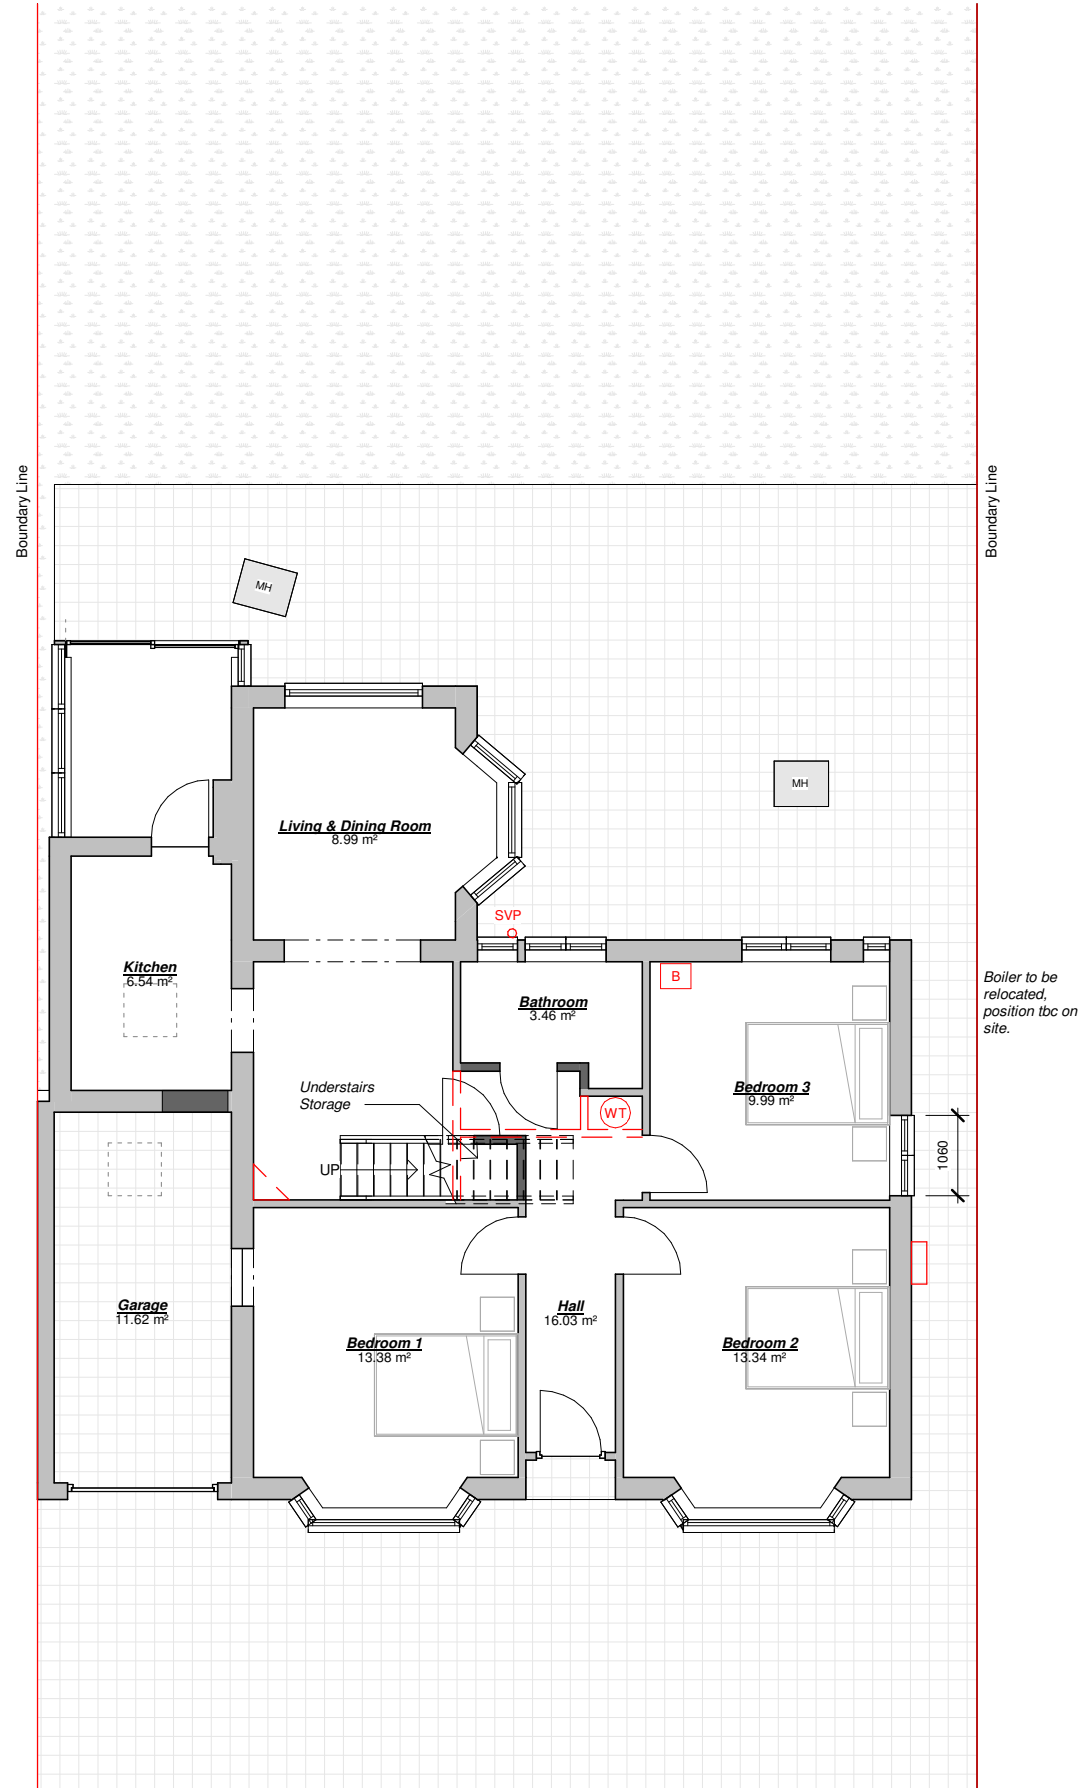 Boundary Line
Boundary Line
MH
MH
Living & Dining Room
8.99 m²
SVP
Kitchen
6.54 m²
B
Boiler to be
relocated,
position tbc on
site.
Bathroom
3.46 m²
Understairs
Storage
Bedroom 3
9.99 m²
WT
1060
UP
Garage
11.62 m²
Hall
16.03 m²
Bedroom 1
13.38 m²
Bedroom 2
13.34 m²